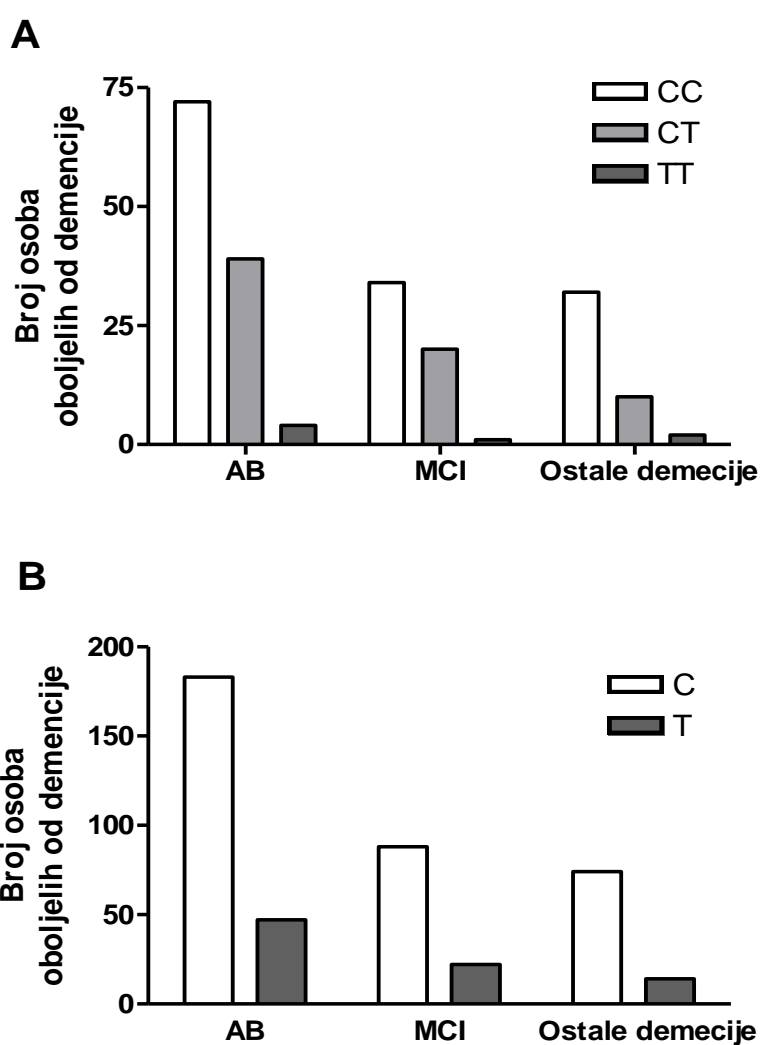 A
Broj osoba
oboljelih od demencije
75
50
25
0
CC
CT
TT
AB MCI Ostale demecije
B
Broj osoba
oboljelih od demencije
200
150
100
50
0
C
T
AB MCI Ostale demecije